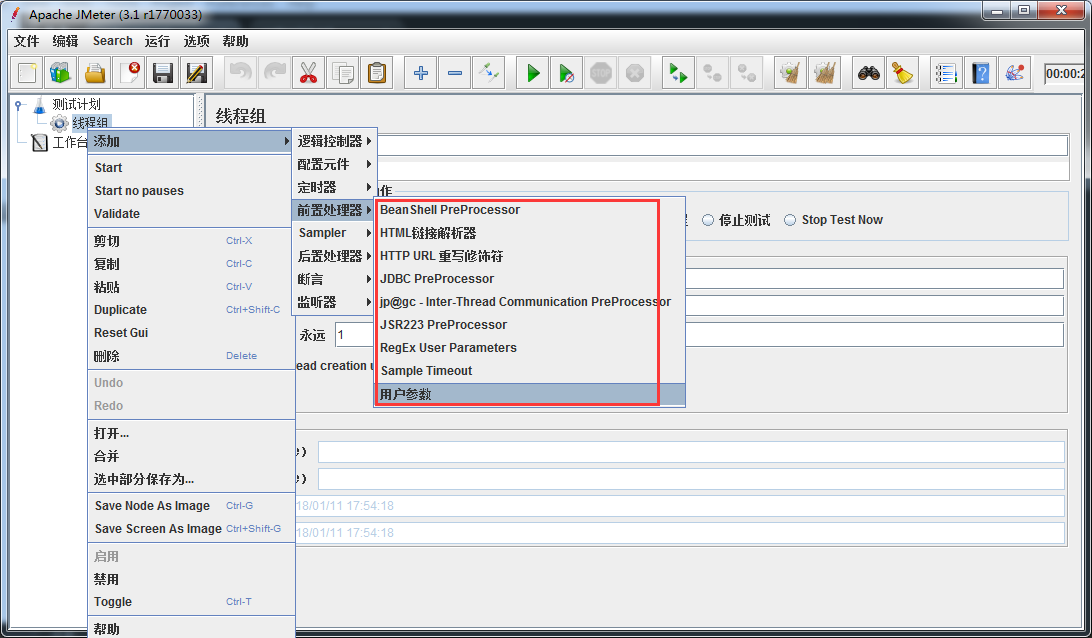 Apache JMeter (3.1 r1770033)
文件 编辑 Search 运行 选项 帮助
00:00:2
测试计划
线程组
工作台
线程组
添加
Start
Start no pauses
Validate
剪切 Ctrl-X
复制 Ctrl-C
粘贴 Ctrl-V
Duplicate Ctrl+Shift-C
Reset Gui
删除 Delete
Undo
Redo
打开...
合并
选中部分保存为...
Save Node As Image Ctrl-G
Save Screen As Image Ctrl+Shift-G
启用
禁用
Toggle Ctrl-T
帮助
逻辑控制器
配置元件
定时器
前置处理器
Sampler
后置处理器
断言
监听器
BeanShell PreProcessor
HTML链接解析器
HTTP URL 重写修饰符
JDBC PreProcessor
jp@gc - Inter-Thread Communication PreProcessor
JSR223 PreProcessor
RegEx User Parameters
Sample Timeout
用户参数
作
停止测试 Stop Test Now
永远 1
ead creation u
18/01/11 17:54:18
18/01/11 17:54:18